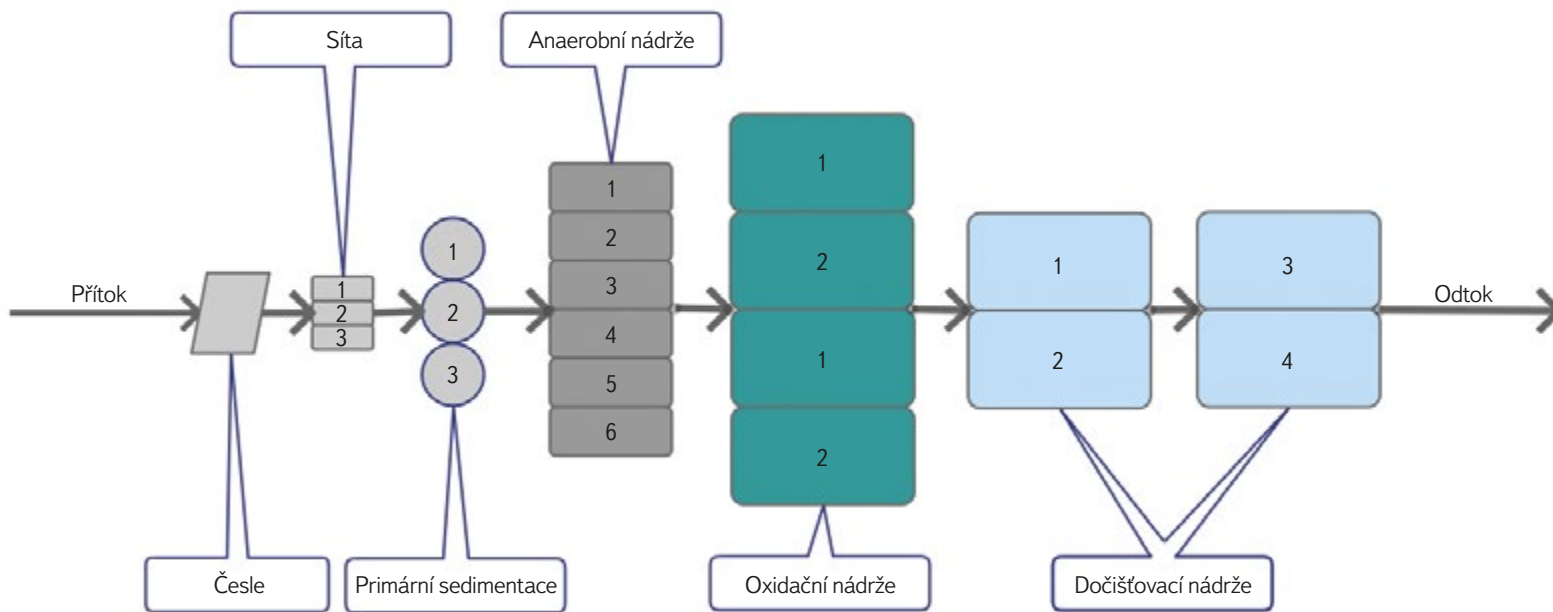 Síta
Anaerobní nádrže
Přítok
1
2
3
1
2
3
1
2
3
4
5
6
1
2
1
2
1
2
3
4
Odtok
Česle
Primární sedimentace
Oxidační nádrže
Dočišťovací nádrže